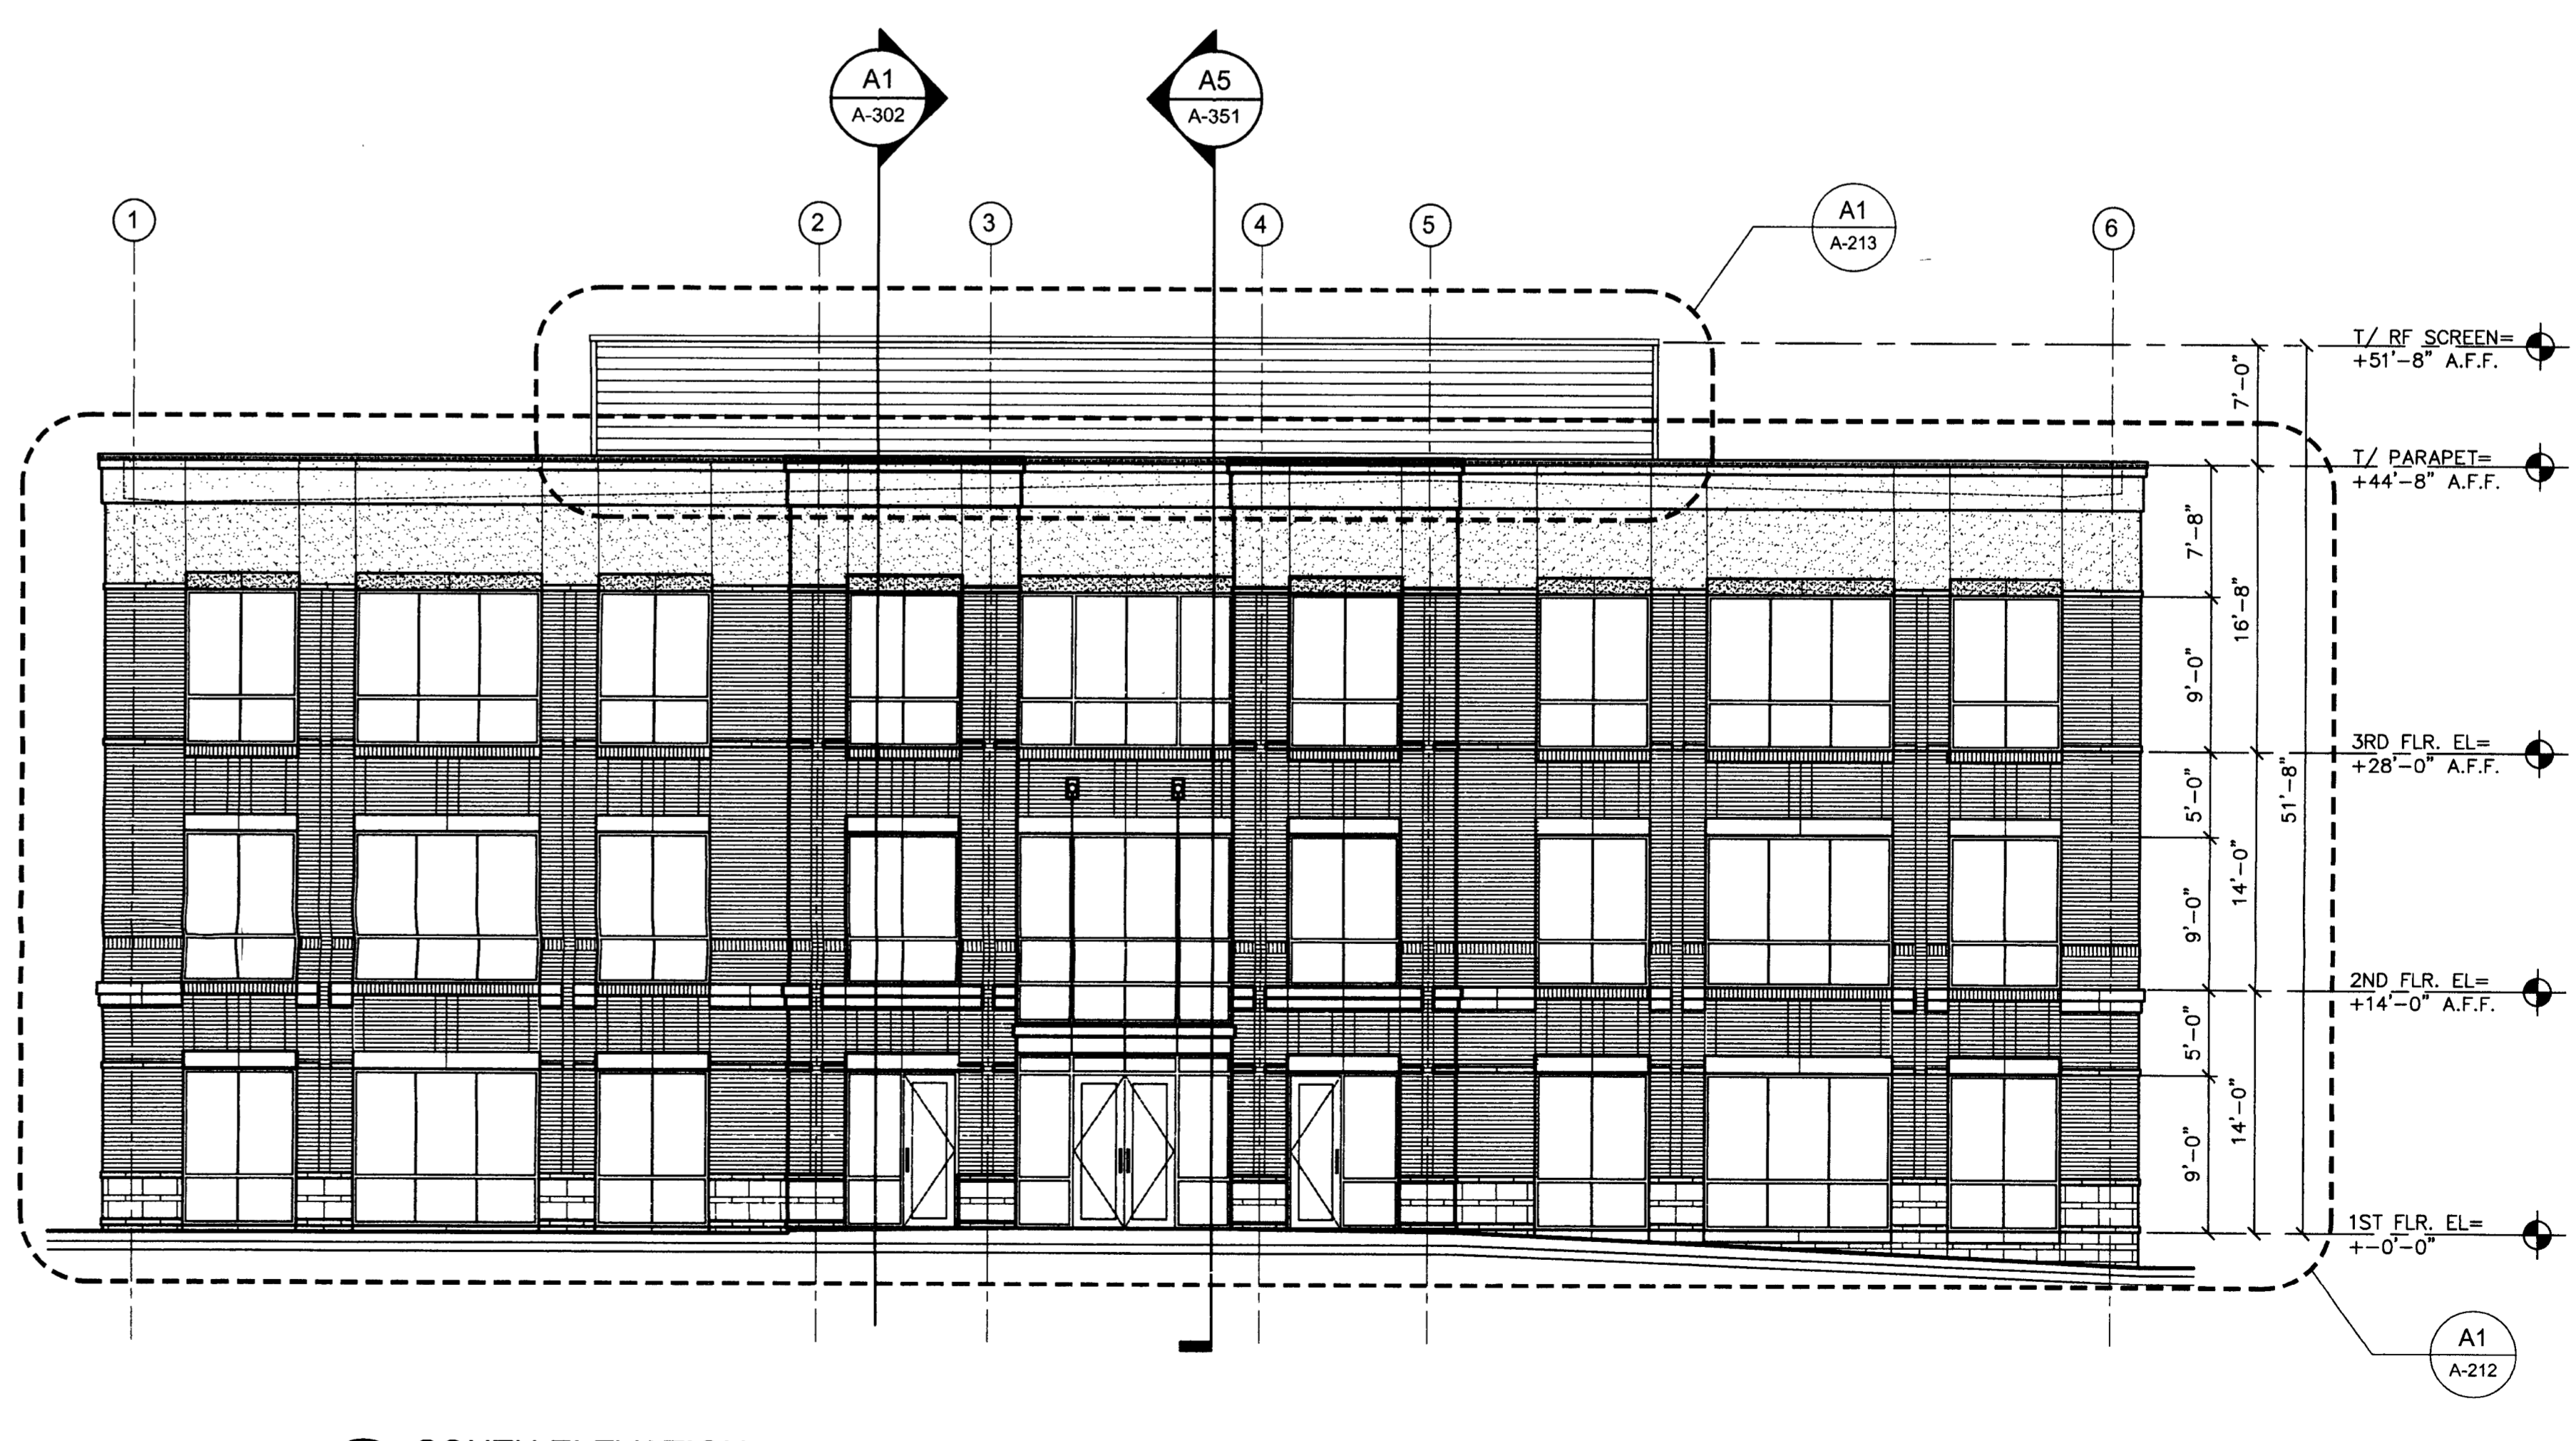 A1
A-302
A5
A-351
1
2
3
4
5
6
A1
A-213
T/ RF SCREEN=
+51'-8" A.F.F.
7'-0"
T/ PARAPET=
+44'-8" A.F.F.
7'-8"
16'-8"
9'-0"
3RD FLR. EL=
+28'-0" A.F.F.
5'-0"
51'-8"
14'-0"
9'-0"
2ND FLR. EL=
+14'-0" A.F.F.
5'-0"
14'-0"
9'-0"
1ST FLR. EL=
+-0'-0"
A1
A-212